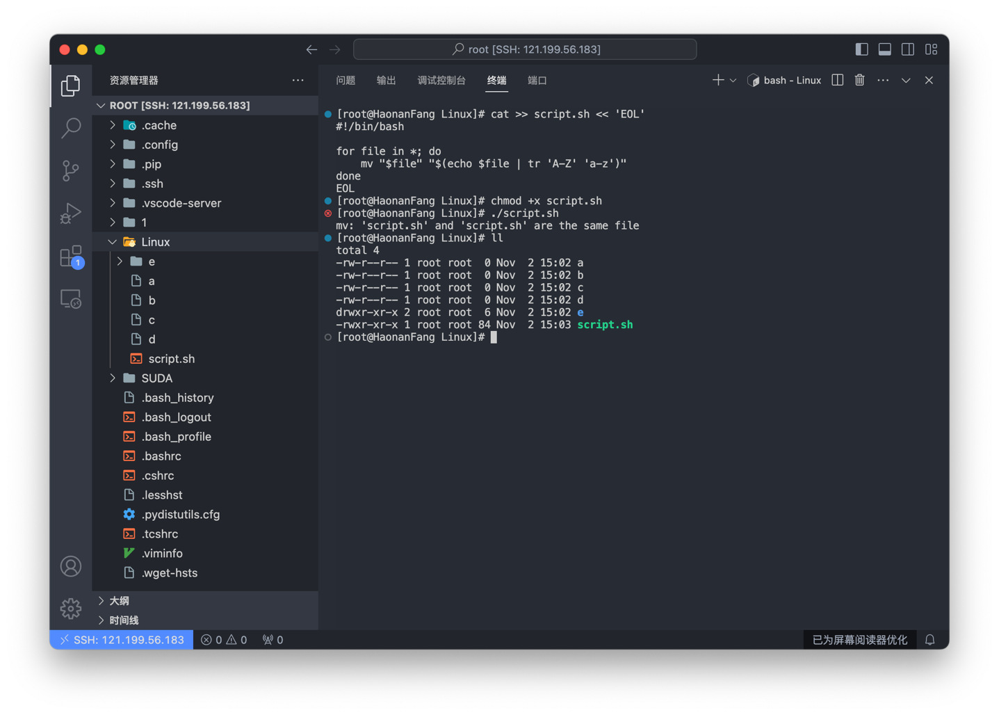 root [SSH: 121.199.56.183]
资源管理器
ROOT [SSH: 121.199.56.183]
.cache
.config
.pip
.ssh
.vscode-server
1
Linux
e
a
b
c
d
script.sh
SUDA
.bash_history
.bash_logout
.bash_profile
.bashrc
.cshrc
.lesshst
.pydistutils.cfg
.tcshrc
.viminfo
.wget-hsts
大纲
时间线
1
问题 输出 调试控制台 终端 端口
bash - Linux
[root@HaonanFang Linux]# cat >> script.sh << 'EOL'
#!/bin/bash
for file in *; do
    mv "$file" "$(echo $file | tr 'A-Z' 'a-z')"
done
EOL
[root@HaonanFang Linux]# chmod +x script.sh
[root@HaonanFang Linux]# ./script.sh
mv: 'script.sh' and 'script.sh' are the same file
[root@HaonanFang Linux]# ll
total 4
-rw-r--r-- 1 root root  0 Nov  2 15:02 a
-rw-r--r-- 1 root root  0 Nov  2 15:02 b
-rw-r--r-- 1 root root  0 Nov  2 15:02 c
-rw-r--r-- 1 root root  0 Nov  2 15:02 d
drwxr-xr-x 2 root root  6 Nov  2 15:02 e
-rwxr-xr-x 1 root root 84 Nov  2 15:03 script.sh
[root@HaonanFang Linux]#
SSH: 121.199.56.183 0 0 0
已为屏幕阅读器优化